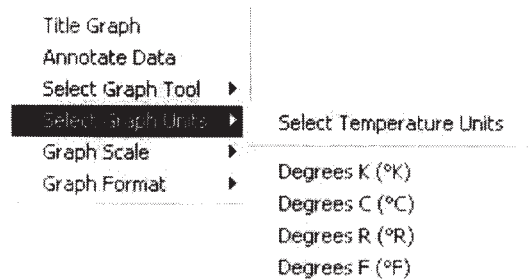 Title Graph
Annotate Data
Select Graph Tool
Select Graph Units
Graph Scale
Graph Format
Select Temperature Units
Degrees K (°K)
Degrees C (°C)
Degrees R (°R)
Degrees F (°F)